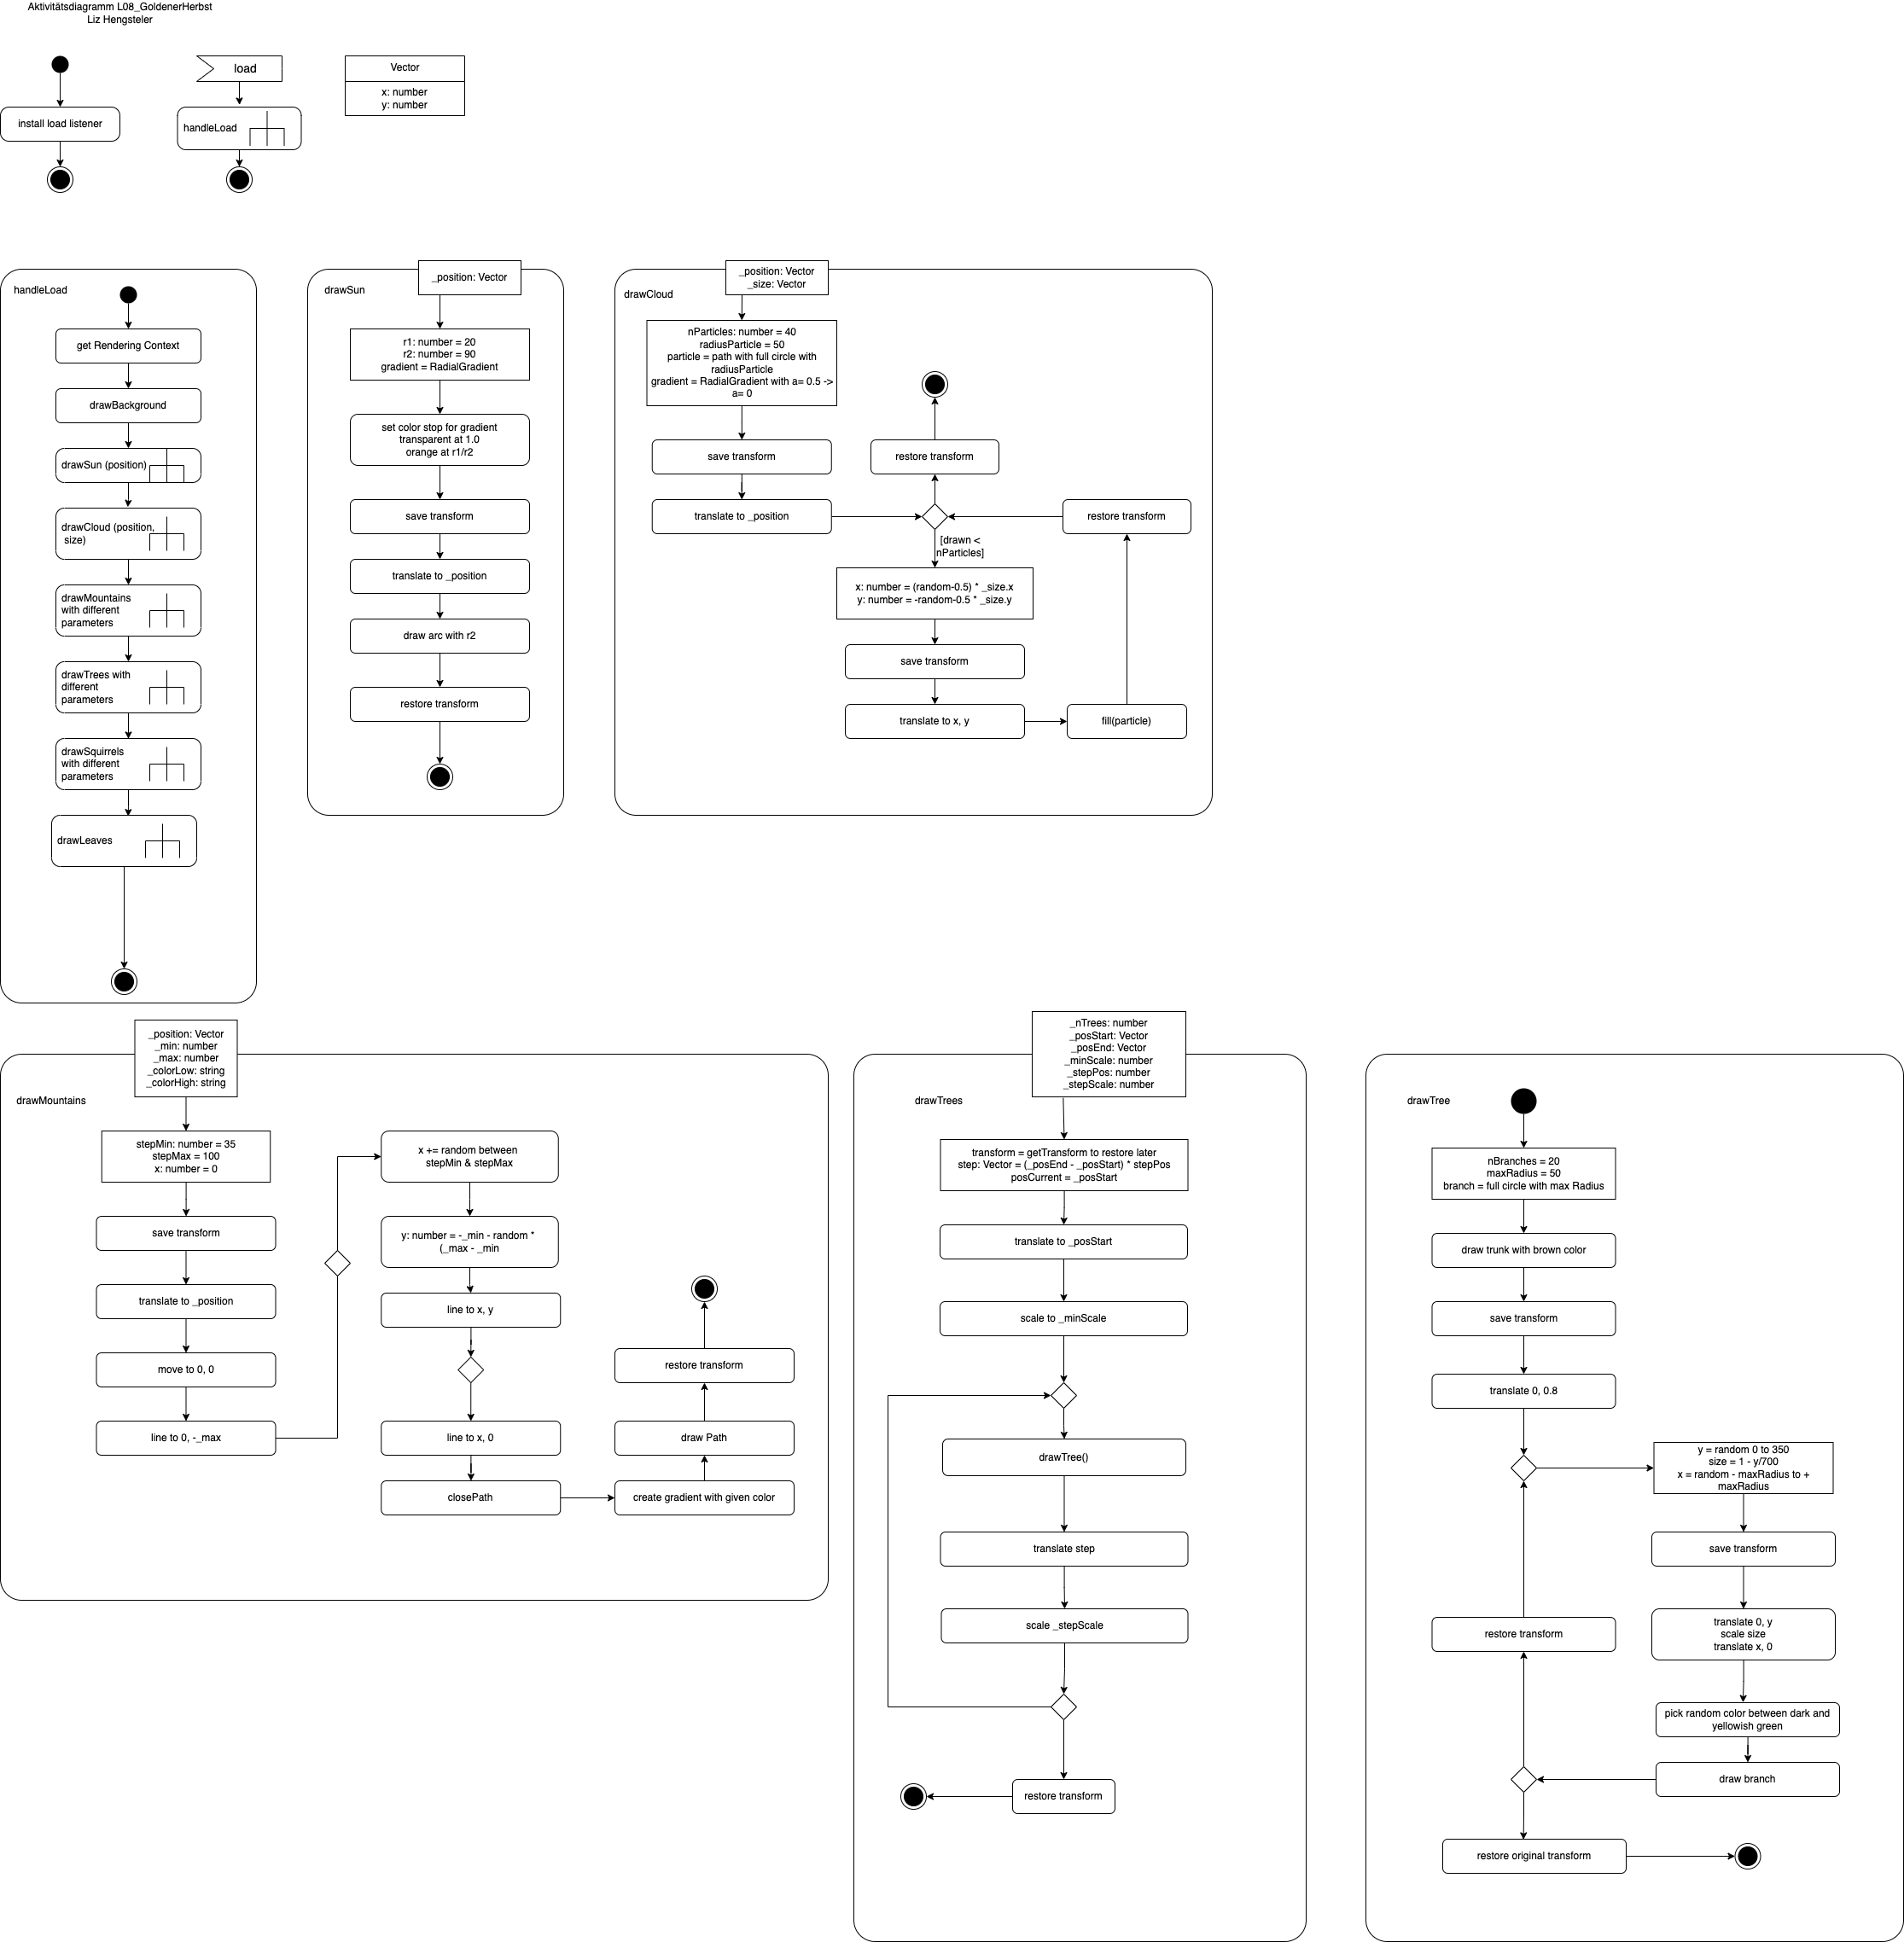 Aktivitätsdiagramm L08_GoldenerHerbst
Liz Hengsteler
install load listener
load
handleLoad
Vector
x: number
y: number
handleLoad
get Rendering Context
drawBackground
drawSun (position)
drawCloud (position,
size)
drawMountains
with different
parameters
drawTrees with
different
parameters
drawSquirrels
with different
parameters
drawLeaves
drawSun
_position: Vector
r1: number = 20
r2: number = 90
gradient = RadialGradient
set color stop for gradient
transparent at 1.0
orange at r1/r2
save transform
translate to _position
draw arc with r2
restore transform
drawCloud
_position: Vector
_size: Vector
nParticles: number = 40
radiusParticle = 50
particle = path with full circle with
radiusParticle
gradient = RadialGradient with a= 0.5 ->
a= 0
save transform
translate to _position
restore transform
restore transform
[drawn <
nParticles]
x: number = (random-0.5) * _size.x
y: number = -random-0.5 * _size.y
save transform
translate to x, y
fill(particle)
drawMountains
_position: Vector
_min: number
_max: number
_colorLow: string
_colorHigh: string
stepMin: number = 35
stepMax = 100
x: number = 0
save transform
translate to _position
move to 0, 0
line to 0, -_max
x += random between
stepMin & stepMax
y: number = -_min - random *
(_max - _min
line to x, y
line to x, 0
closePath
create gradient with given color
draw Path
restore transform
drawTrees
_nTrees: number
_posStart: Vector
_posEnd: Vector
_minScale: number
_stepPos: number
_stepScale: number
transform = getTransform to restore later
step: Vector = (_posEnd - _posStart) * stepPos
posCurrent = _posStart
translate to _posStart
scale to _minScale
drawTree()
translate step
scale _stepScale
restore transform
drawTree
nBranches = 20
maxRadius = 50
branch = full circle with max Radius
draw trunk with brown color
save transform
translate 0, 0.8
y = random 0 to 350
size = 1 - y/700
x = random - maxRadius to +
maxRadius
save transform
translate 0, y
scale size
translate x, 0
pick random color between dark and
yellowish green
draw branch
restore transform
restore original transform